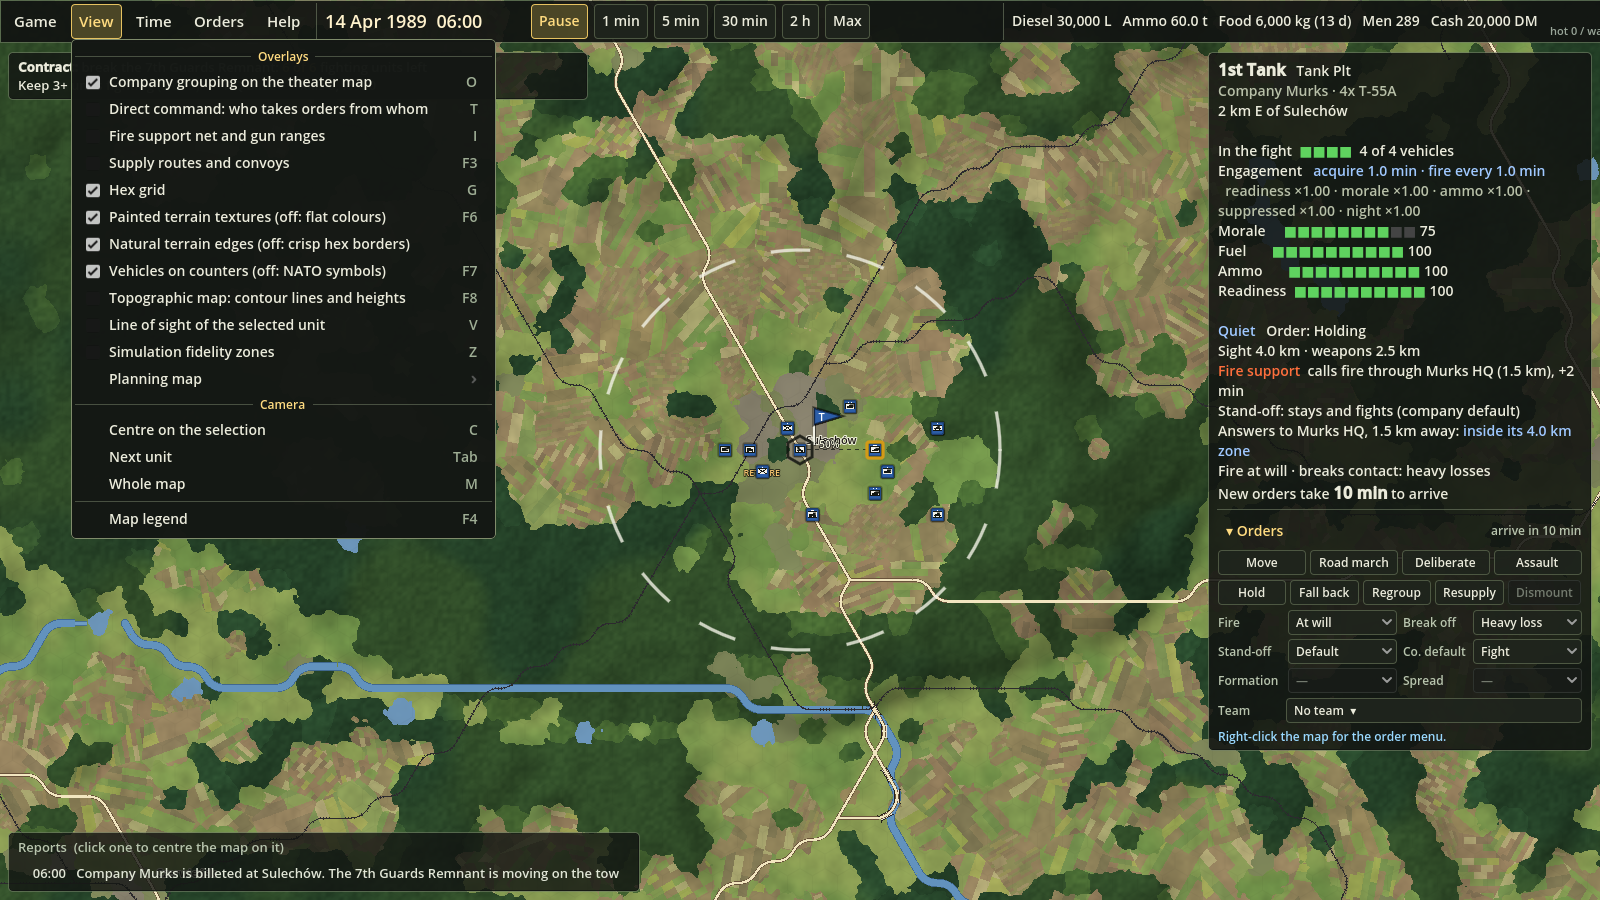 Game View Time Orders Help 14 Apr 1989 06:00 Pause 1 min 5 min 30 min 2 h Max Diesel 30,000 L Ammo 60.0 t Food 6,000 kg (13 d) Men 289 Cash 20,000 DM
hot 0 /
Contract
Keep 3+
Overlays
Company grouping on the theater map O
Direct command: who takes orders from whom T
Fire support net and gun ranges I
Supply routes and convoys F3
Hex grid G
Painted terrain textures (off: flat colours) F6
Natural terrain edges (off: crisp hex borders)
Vehicles on counters (off: NATO symbols) F7
Topographic map: contour lines and heights F8
Line of sight of the selected unit V
Simulation fidelity zones Z
Planning map ›
Camera
Centre on the selection C
Next unit Tab
Whole map M
Map legend F4
T
RE RE
1st Tank Tank Plt
Company Murks · 4x T-55A
2 km E of Sulechów
In the fight 4 of 4 vehicles
Engagement acquire 1.0 min · fire every 1.0 min
readiness ×1.00 · morale ×1.00 · ammo ×1.00 ·
suppressed ×1.00 · night ×1.00
Morale 75
Fuel 100
Ammo 100
Readiness 100
Quiet Order: Holding
Sight 4.0 km · weapons 2.5 km
Fire support calls fire through Murks HQ (1.5 km), +2
min
Stand-off: stays and fights (company default)
Answers to Murks HQ, 1.5 km away: inside its 4.0 km
zone
Fire at will · breaks contact: heavy losses
New orders take 10 min to arrive
▾ Orders arrive in 10 min
Move Road march Deliberate Assault
Hold Fall back Regroup Resupply Dismount
Fire At will Break off Heavy loss
Stand-off Default Co. default Fight
Formation — Spread —
Team No team ▾
Right-click the map for the order menu.
Reports (click one to centre the map on it)
06:00 Company Murks is billeted at Sulechów. The 7th Guards Remnant is moving on the tow